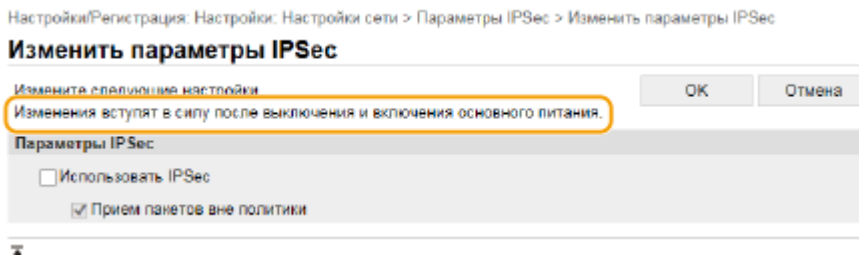 Настройки/Регистрация: Настройки: Настройки сети > Параметры IPSec > Изменить параметры IPSec
Изменить параметры IPSec
Измените следующие настройки
OK
Отмена
Изменения вступят в силу после выключения и включения основного питания.
Параметры IPSec
Использовать IPSec
Прием пакетов вне политики